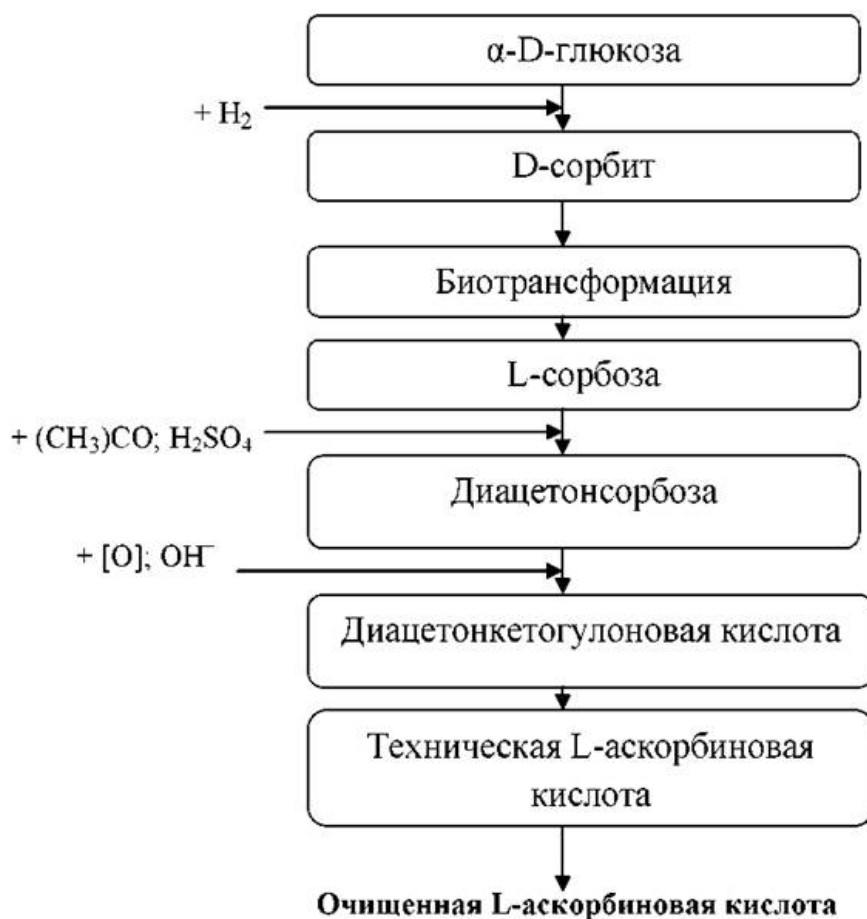 α-D-глюкоза
+ H₂
D-сорбит
Биотрансформация
L-сорбоза
+ (CH₃)CO; H₂SO₄
Диацетонсорбоза
+ [O]; OH⁻
Диацетонкетогулоновая кислота
Техническая L-аскорбиновая
кислота
Очищенная L-аскорбиновая кислота